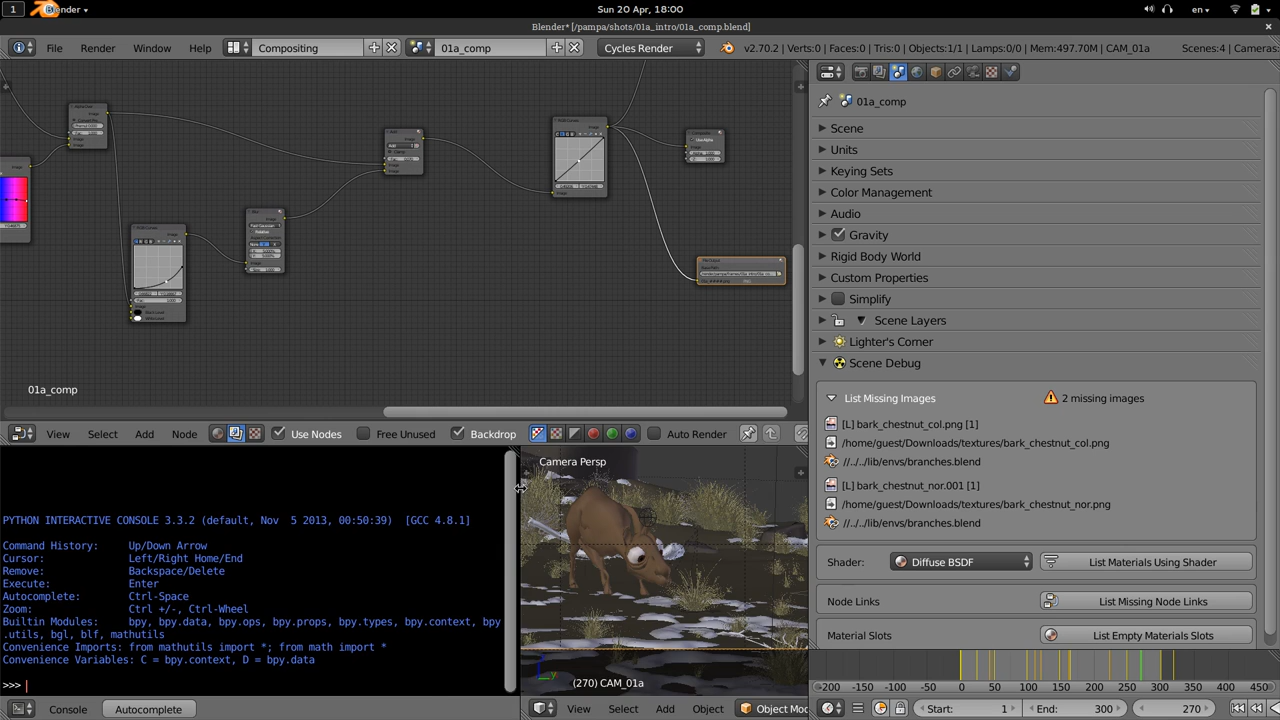 1 Blender Sun 20 Apr, 18:00 en
Blender* [/pampa/shots/01a_intro/01a_comp.blend]
File Render Window Help Compositing 01a_comp Cycles Render v2.70.2 | Verts:0 | Faces:0 | Tris:0 | Objects:1/1 | Lamps:0/0 | Mem:497.70M | CAM_01a Scenes:4 | Cameras:
01a_comp
Scene
Units
Keying Sets
Color Management
Audio
Gravity
Rigid Body World
Custom Properties
Simplify
Scene Layers
Lighter's Corner
Scene Debug
List Missing Images 2 missing images
[L] bark_chestnut_col.png [1]
/home/guest/Downloads/textures/bark_chestnut_col.png
//../../lib/envs/branches.blend
[L] bark_chestnut_nor.001 [1]
/home/guest/Downloads/textures/bark_chestnut_nor.png
//../../lib/envs/branches.blend
Shader: Diffuse BSDF List Materials Using Shader
Node Links List Missing Node Links
Material Slots List Empty Materials Slots
01a_comp
View Select Add Node Use Nodes Free Unused Backdrop Auto Render
PYTHON INTERACTIVE CONSOLE 3.3.2 (default, Nov  5 2013, 00:50:39)  [GCC 4.8.1]
Command History: Up/Down Arrow
Cursor: Left/Right Home/End
Remove: Backspace/Delete
Execute: Enter
Autocomplete: Ctrl-Space
Zoom: Ctrl +/-, Ctrl-Wheel
Builtin Modules: bpy, bpy.data, bpy.ops, bpy.props, bpy.types, bpy.context, bpy
.utils, bgl, blf, mathutils
Convenience Imports: from mathutils import *; from math import *
Convenience Variables: C = bpy.context, D = bpy.data
>>>
Console Autocomplete
Camera Persp
y
(270) CAM_01a
View Select Add Object Object Mod
-200 -150 -100 -50 0 50 100 150 200 250 300 350 400 450
Start: 1 End: 300 270